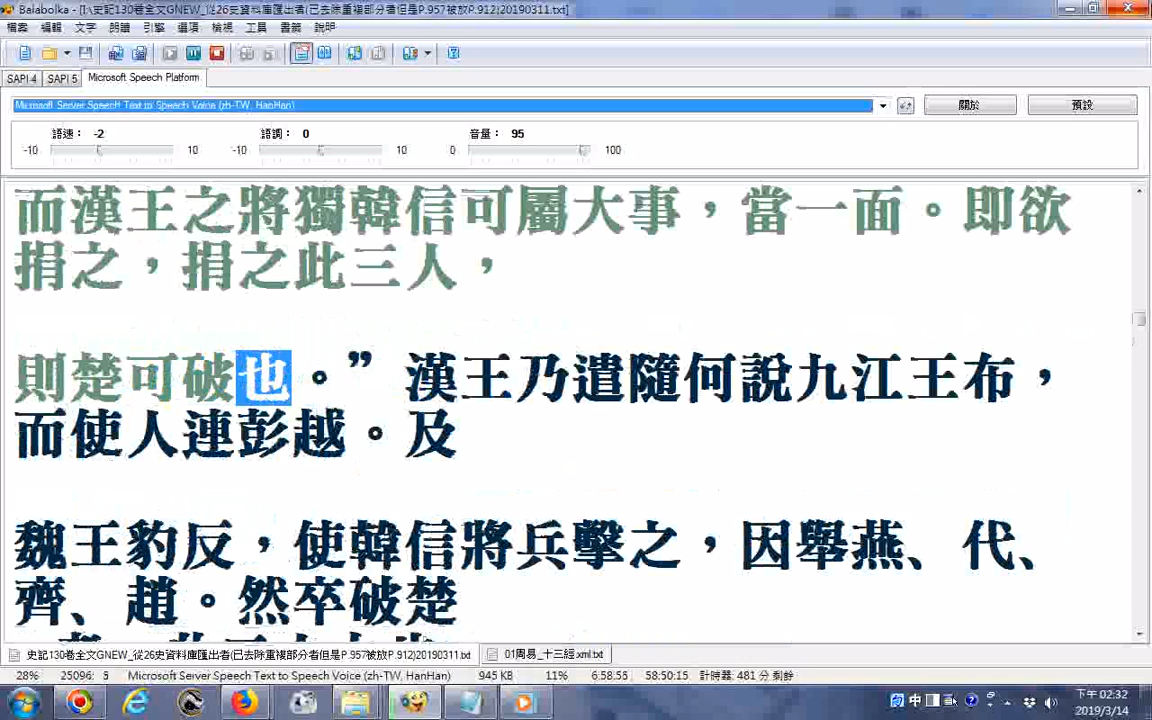 Balabolka - [I:\史記130卷全文GNEW_從26史資料庫匯出者(已去除重複部分者但是P.957被放P.912)20190311.txt]
檔案 編輯 文字 朗讀 引擎 選項 檢視 工具 書籤 說明
SAPI 4 SAPI 5 Microsoft Speech Platform
Microsoft Server Speech Text to Speech Voice (zh-TW, HanHan) 關於 預設
語速： -2 語調： 0 音量： 95
-10 10 -10 10 0 100
而漢王之將獨韓信可屬大事，當一面。即欲
捐之，捐之此三人，
則楚可破也。”漢王乃遣隨何說九江王布，
而使人連彭越。及
魏王豹反，使韓信將兵擊之，因舉燕、代、
齊、趙。然卒破楚
史記130卷全文GNEW_從26史資料庫匯出者(已去除重複部分者但是P.957被放P.912)20190311.txt 01周易_十三經.xml.txt
28% 25096: 8 Microsoft Server Speech Text to Speech Voice (zh-TW, HanHan) 945 KB 11% 6:58:55 58:50:15 計時器: 481 分 剩餘
中 下午 02:32
2019/3/14